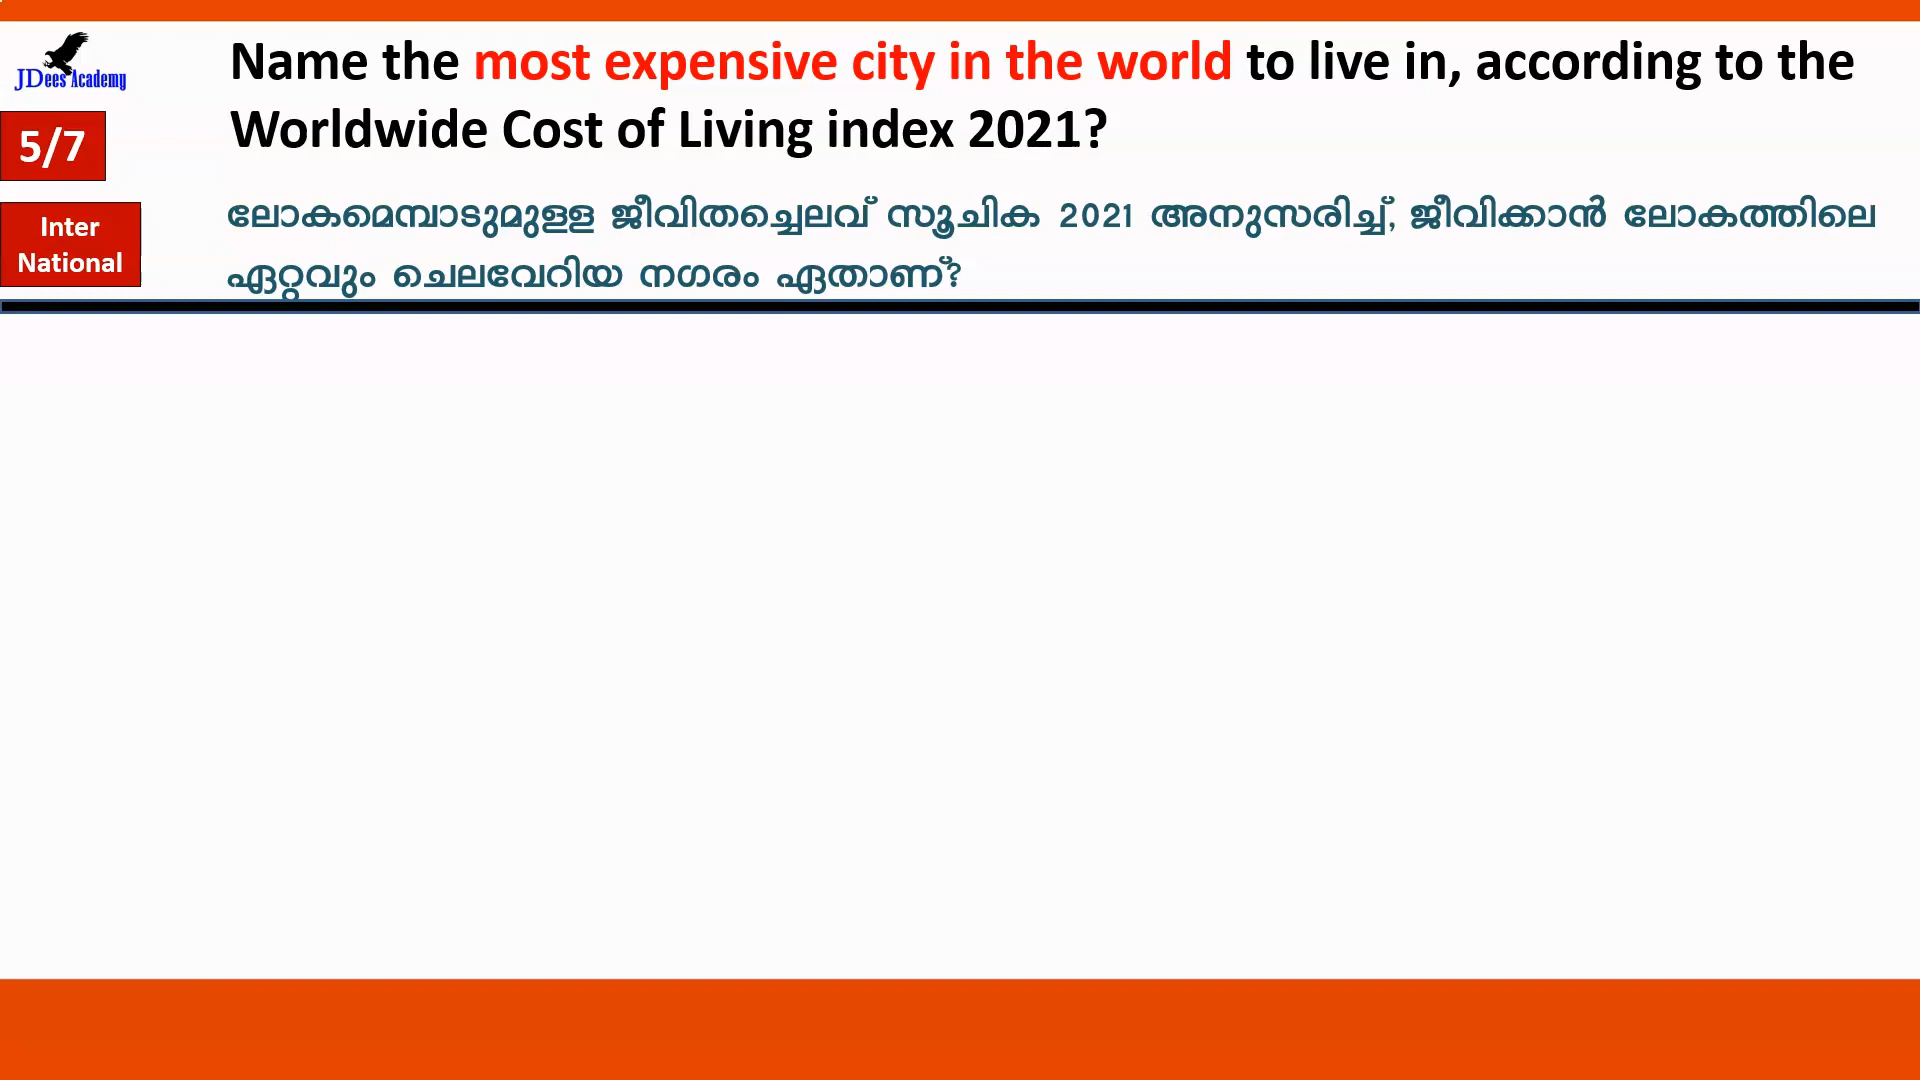 JDees Academy
Name the most expensive city in the world to live in, according to the
Worldwide Cost of Living index 2021?
5/7
ലോകമെമ്പാടുമുള്ള ജീവിതച്ചെലവ് സൂചിക 2021 അനുസരിച്ച്, ജീവിക്കാൻ ലോകത്തിലെ
ഏറ്റവും ചെലവേറിയ നഗരം ഏതാണ്?
Inter
National